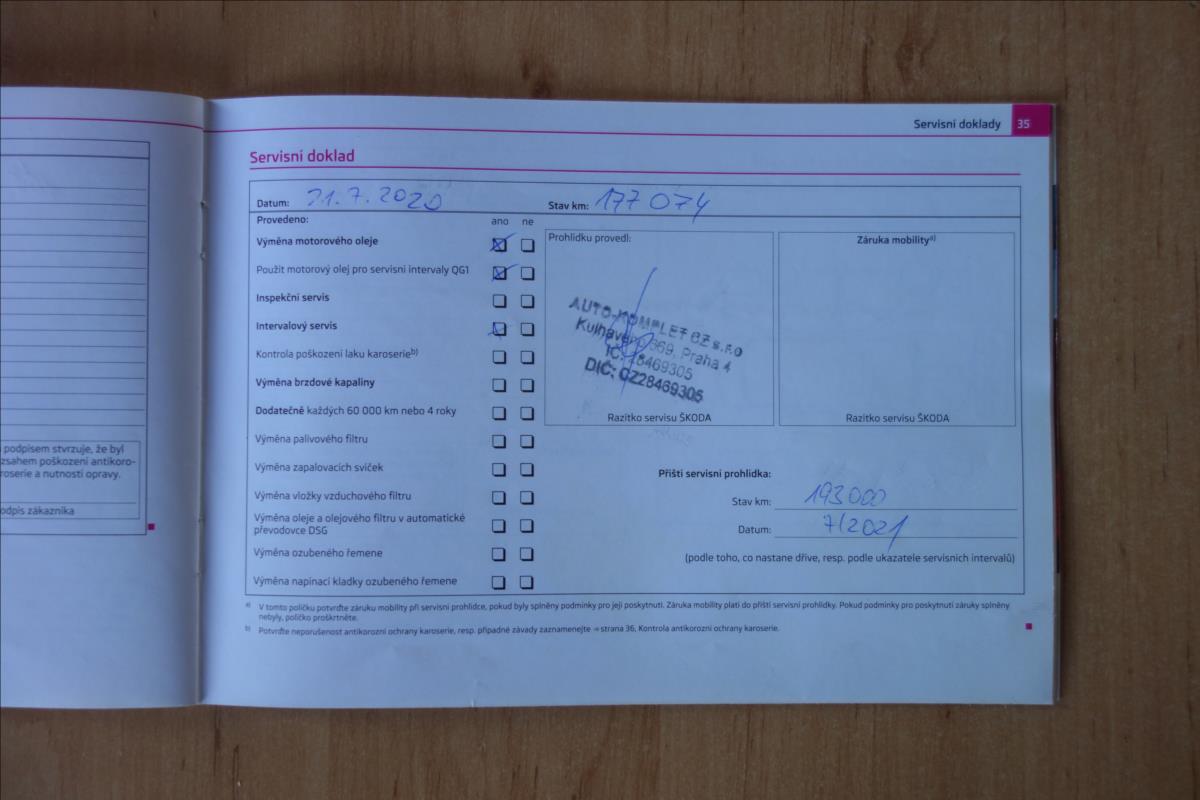 Servisní doklady 35
Servisní doklad
Datum: 21.7.2020 Stav km: 177 074
Provedeno: ano ne
Výměna motorového oleje
Použit motorový olej pro servisní intervaly QG1
Inspekční servis
Intervalový servis
Kontrola poškození laku karoserie b)
Výměna brzdové kapaliny
Dodatečně každých 60 000 km nebo 4 roky
Výměna palivového filtru
Výměna zapalovacích svíček
Výměna vložky vzduchového filtru
Výměna oleje a olejového filtru v automatické
převodovce DSG
Výměna ozubeného řemene
Výměna napínací kladky ozubeného řemene
Prohlídku provedl:
AUTO-KOMPLET CZ s.r.o
Kulhavého 369, Praha 4
IČ: 28469305
DIČ: CZ28469305
Razítko servisu ŠKODA
Záruka mobility a)
Razítko servisu ŠKODA
Příští servisní prohlídka:
Stav km: 193000
Datum: 7/2021
(podle toho, co nastane dříve, resp. podle ukazatele servisních intervalů)
a) V tomto políčku potvrďte záruku mobility při servisní prohlídce, pokud byly splněny podmínky pro její poskytnutí. Záruka mobility platí do příští servisní prohlídky. Pokud podmínky pro poskytnutí záruky splněny
nebyly, políčko proškrtněte.
b) Potvrďte neporušenost antikorozní ochrany karoserie, resp. případné závady zaznamenejte strana 36, Kontrola antikorozní ochrany karoserie.
podpisem stvrzuje, že byl
zsahem poškození antikoro-
roserie a nutností opravy.
odpis zákazníka